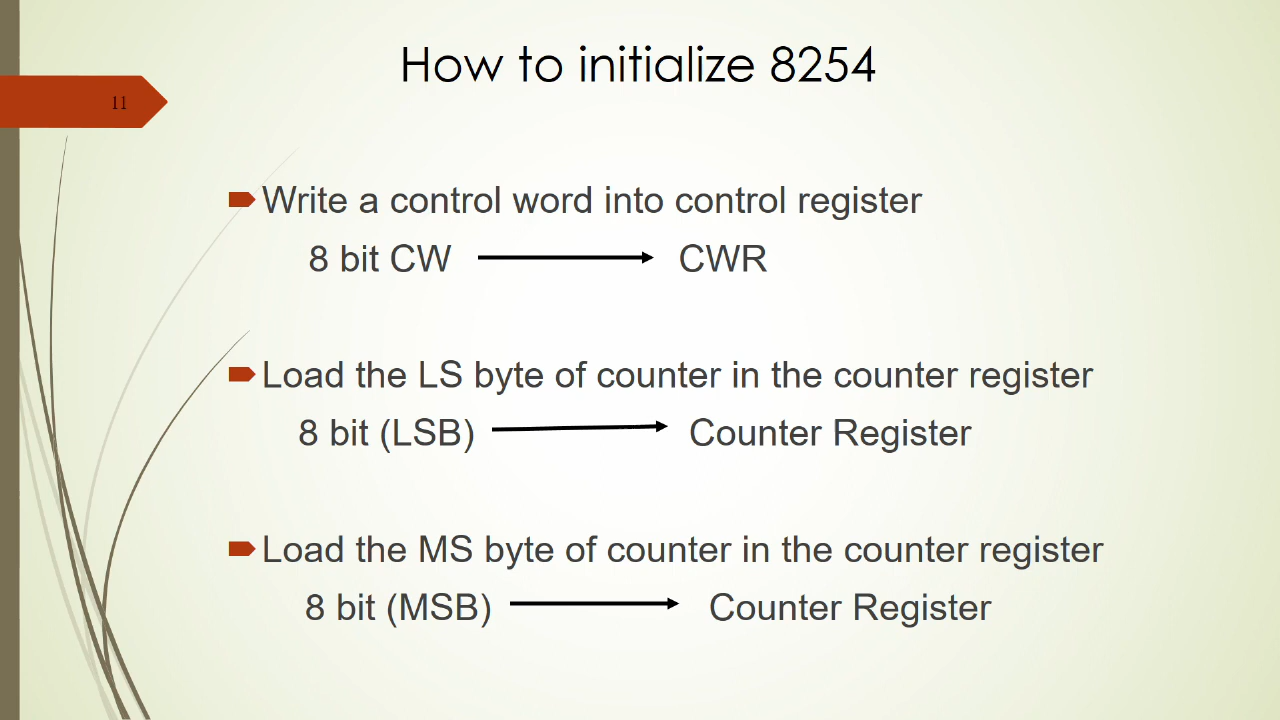 How to initialize 8254
11
Write a control word into control register
8 bit CW CWR
Load the LS byte of counter in the counter register
8 bit (LSB) Counter Register
Load the MS byte of counter in the counter register
8 bit (MSB) Counter Register